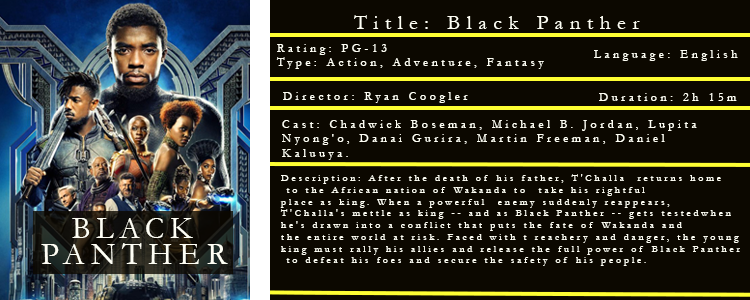 BLACK
PANTHER
Title: Black Panther
Rating: PG-13
Type: Action, Adventure, Fantasy
Language: English
Director: Ryan Coogler
Duration: 2h 15m
Cast: Chadwick Boseman, Michael B. Jordan, Lupita
Nyong'o, Danai Gurira, Martin Freeman, Daniel
Kaluuya.
Description: After the death of his father, T'Challa returns home
to the African nation of Wakanda to take his rightful
place as king. When a powerful enemy suddenly reappears,
T'Challa's mettle as king -- and as Black Panther -- gets testedwhen
he's drawn into a conflict that puts the fate of Wakanda and
the entire world at risk. Faced with t reachery and danger, the young
king must rally his allies and release the full power of Black Panther
to defeat his foes and secure the safety of his people.